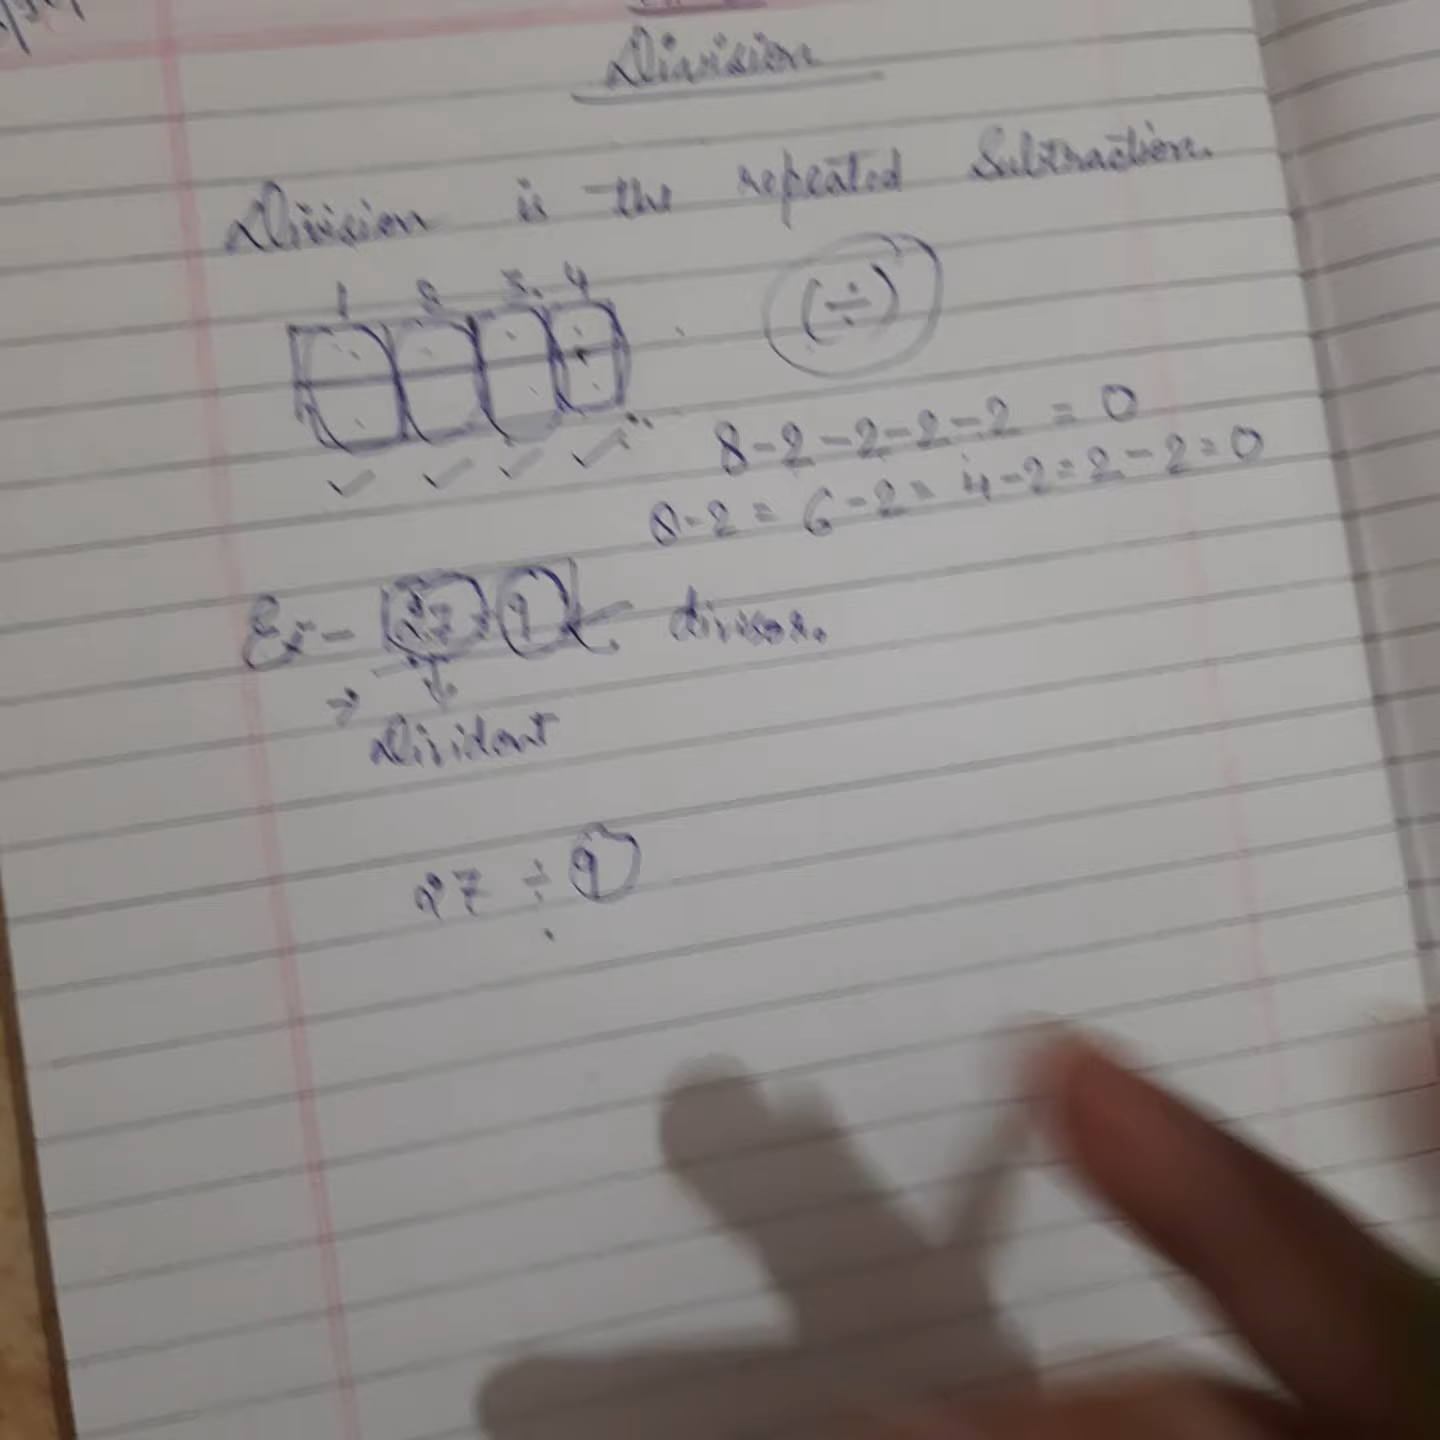 Division
Division is the repeated Subtraction.
1 2 3. 4
(÷)
8-2-2-2-2 = 0
8-2 = 6-2= 4-2=2-2=0
Ex- 27÷9 ← divisor.
→ Divident
27 ÷ 9